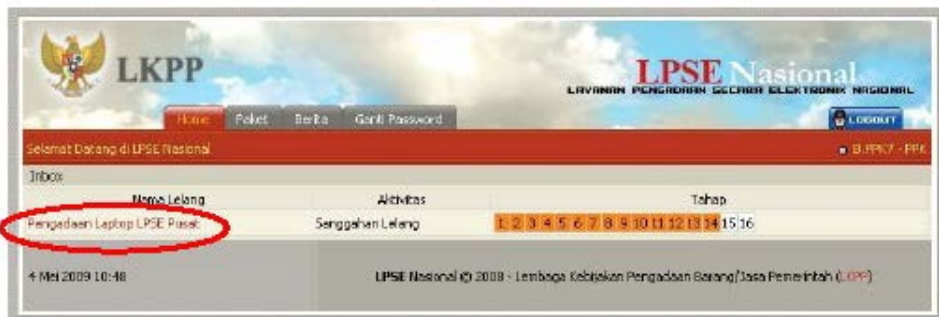 LKPP
LPSE Nasional
LAYANAN PENGADAAN SECARA ELEKTRONIK NASIONAL
Home Paket Berita Ganti Password
LOGOUT
Selamat Datang di LPSE Nasional
B.PPK7 - PPK
Inbox
Nama Lelang Aktivitas Tahap
Pengadaan Laptop LPSE Pusat Sanggahan Lelang 1 2 3 4 5 6 7 8 9 10 11 12 13 14 15 16
4 Mei 2009 10:48 LPSE Nasional © 2008 - Lembaga Kebijakan Pengadaan Barang/Jasa Pemerintah (LKPP)